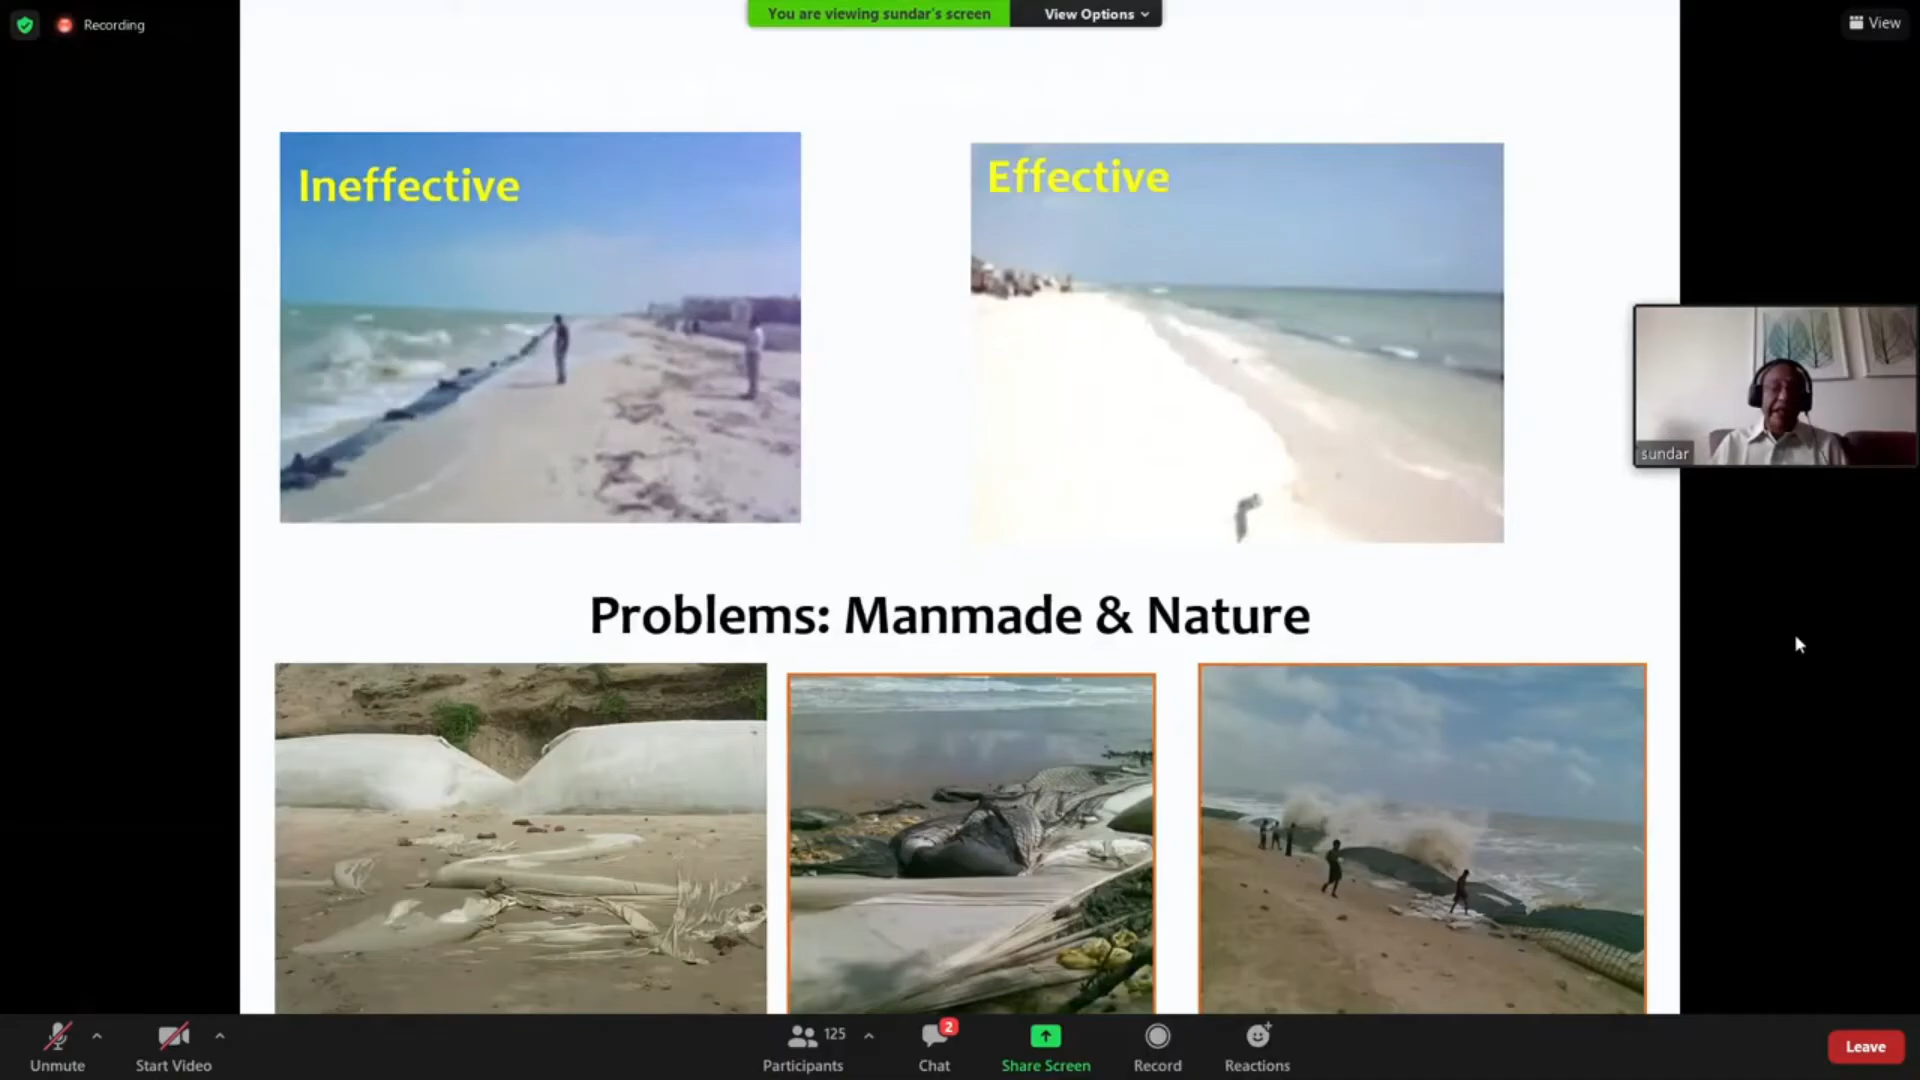 Recording
You are viewing sundar's screen
View Options
View
Ineffective
Effective
sundar
Problems: Manmade & Nature
Unmute
Start Video
125
Participants
2
Chat
Share Screen
Record
Reactions
Leave